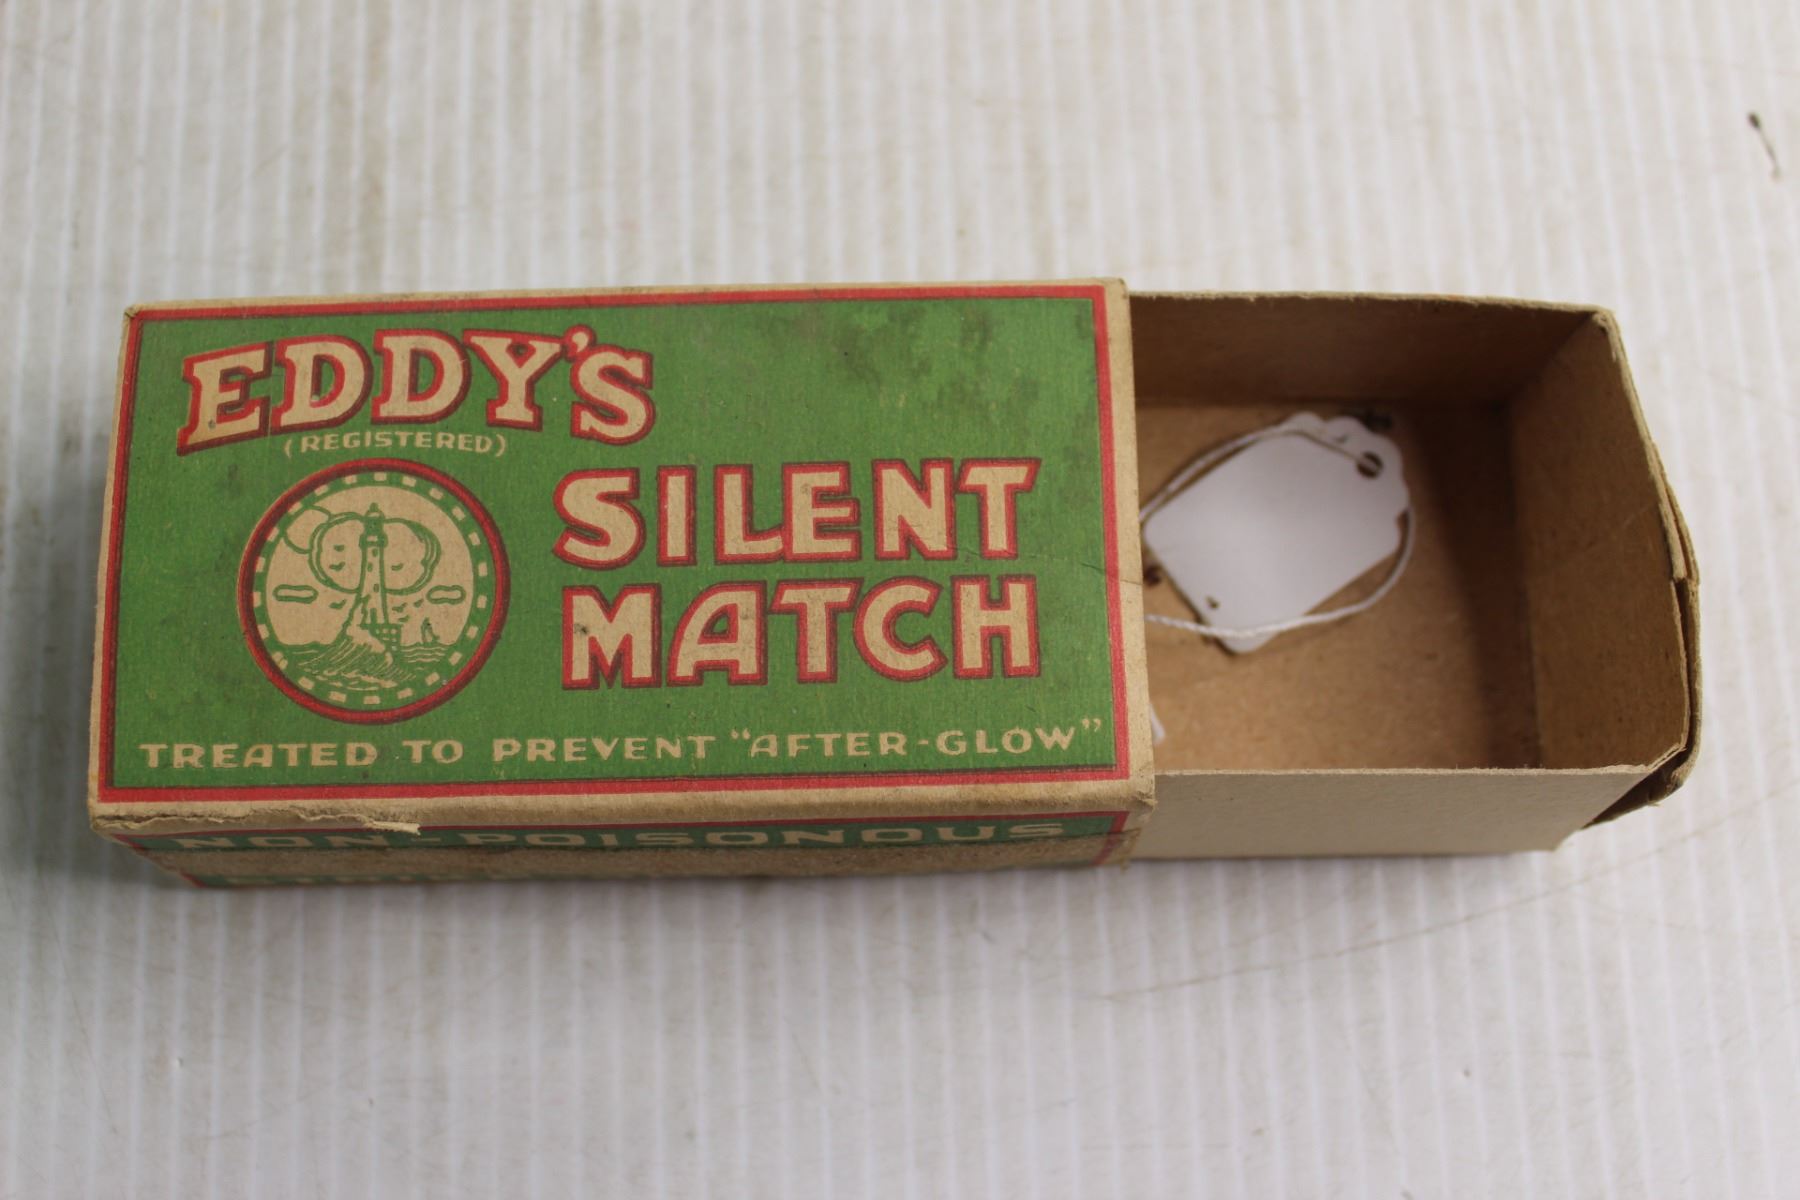 EDDY'S
(REGISTERED)
SILENT
MATCH
TREATED TO PREVENT "AFTER-GLOW"
NON-POISONOUS